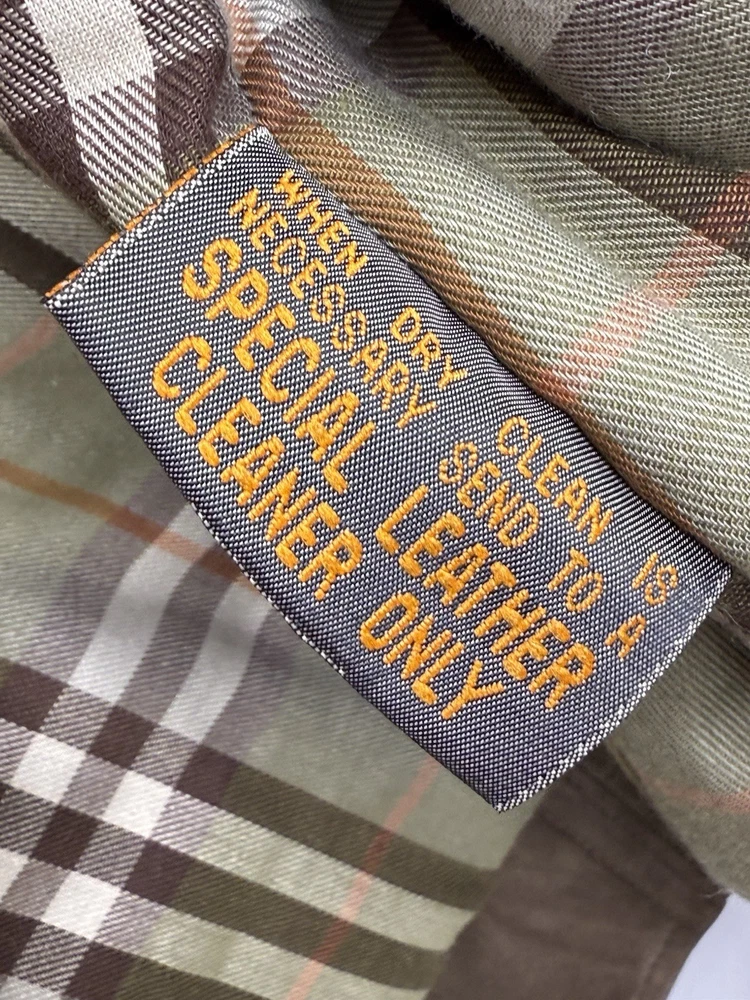 WHEN DRY CLEAN IS
NECESSARY SEND TO A
SPECIAL LEATHER
CLEANER ONLY